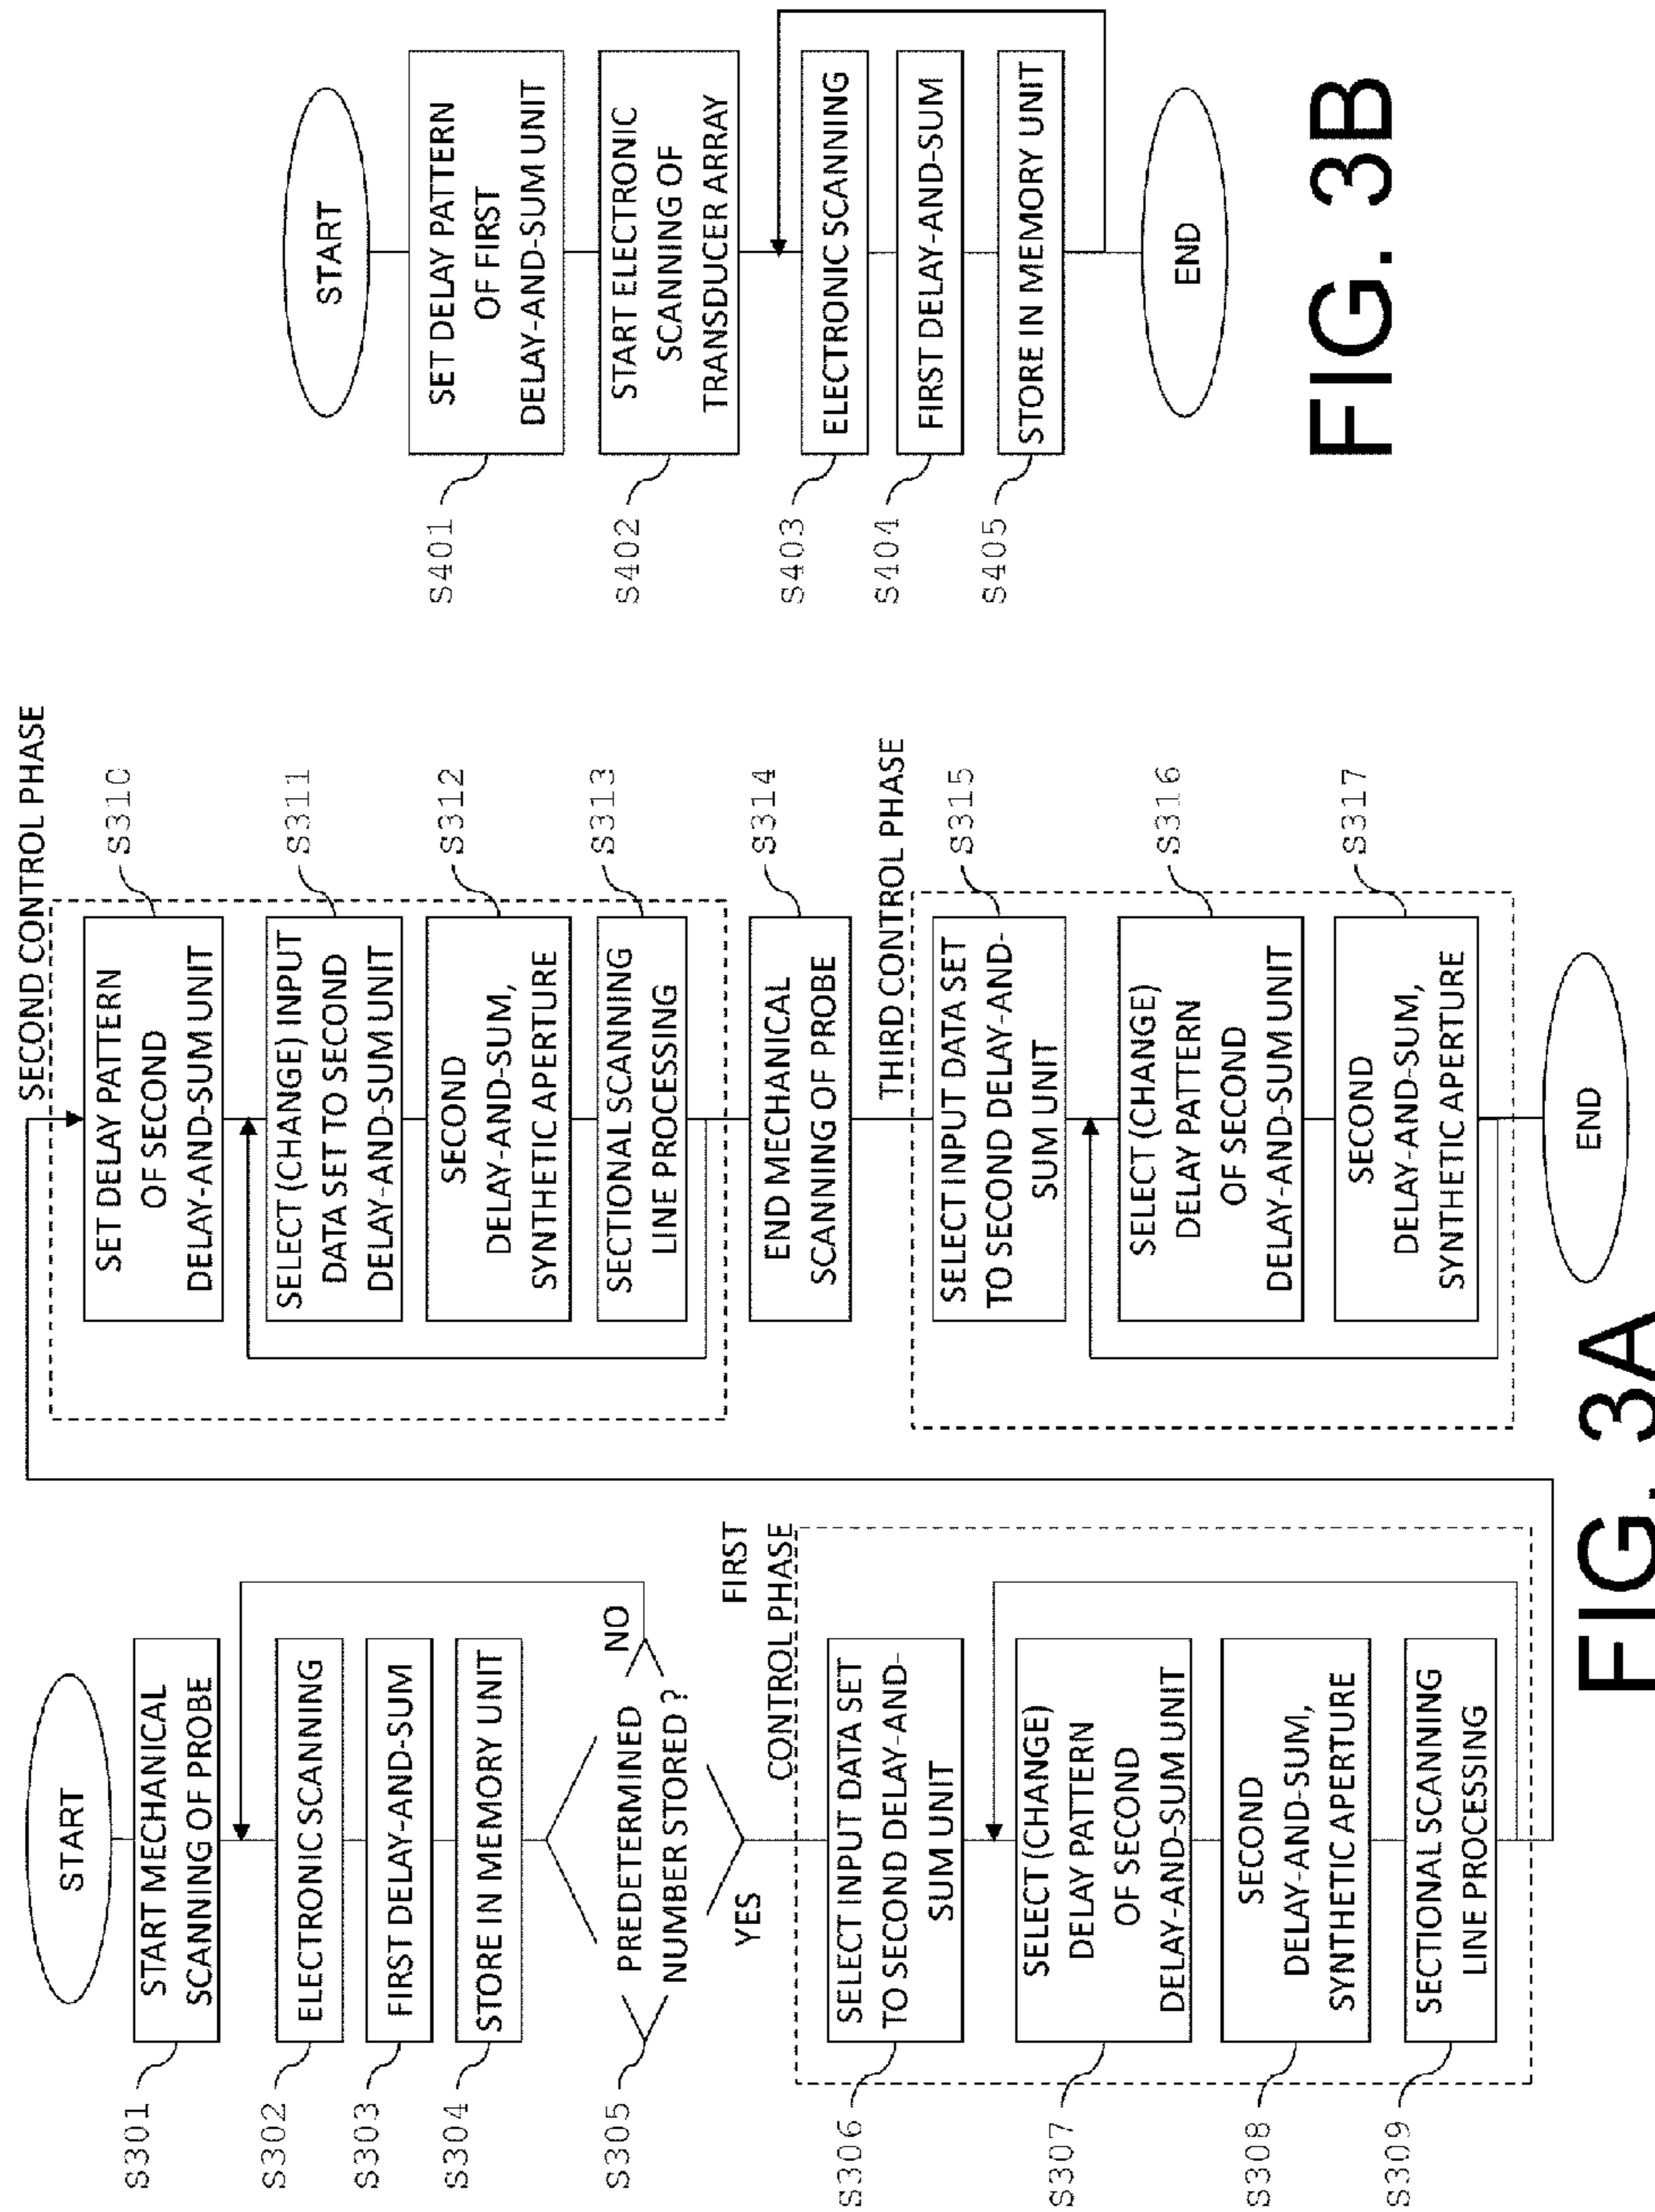 START
S301
START MECHANICAL
SCANNING OF PROBE
S302
ELECTRONIC SCANNING
S303
FIRST DELAY-AND-SUM
S304
STORE IN MEMORY UNIT
S305
PREDETERMINED
NUMBER STORED ?
NO
YES
FIRST
CONTROL PHASE
S306
SELECT INPUT DATA SET
TO SECOND DELAY-AND-
SUM UNIT
S307
SELECT (CHANGE)
DELAY PATTERN
OF SECOND
DELAY-AND-SUM UNIT
S308
SECOND
DELAY-AND-SUM,
SYNTHETIC APERTURE
S309
SECTIONAL SCANNING
LINE PROCESSING
SECOND CONTROL PHASE
SET DELAY PATTERN
OF SECOND
DELAY-AND-SUM UNIT
S310
SELECT (CHANGE) INPUT
DATA SET TO SECOND
DELAY-AND-SUM UNIT
S311
SECOND
DELAY-AND-SUM,
SYNTHETIC APERTURE
S312
SECTIONAL SCANNING
LINE PROCESSING
S313
END MECHANICAL
SCANNING OF PROBE
S314
THIRD CONTROL PHASE
SELECT INPUT DATA SET
TO SECOND DELAY-AND-
SUM UNIT
S315
SELECT (CHANGE)
DELAY PATTERN
OF SECOND
DELAY-AND-SUM UNIT
S316
SECOND
DELAY-AND-SUM,
SYNTHETIC APERTURE
S317
END
FIG. 3A
START
S401
SET DELAY PATTERN
OF FIRST
DELAY-AND-SUM UNIT
S402
START ELECTRONIC
SCANNING OF
TRANSDUCER ARRAY
S403
ELECTRONIC SCANNING
S404
FIRST DELAY-AND-SUM
S405
STORE IN MEMORY UNIT
END
FIG. 3B